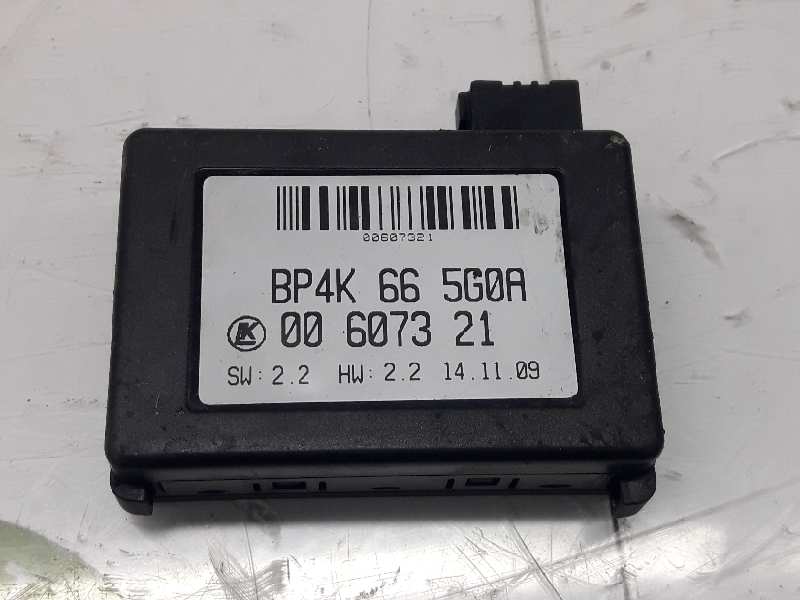 00607321
BP4K 66 5G0A
K 00 6073 21
SW: 2.2 HW: 2.2 14.11.09